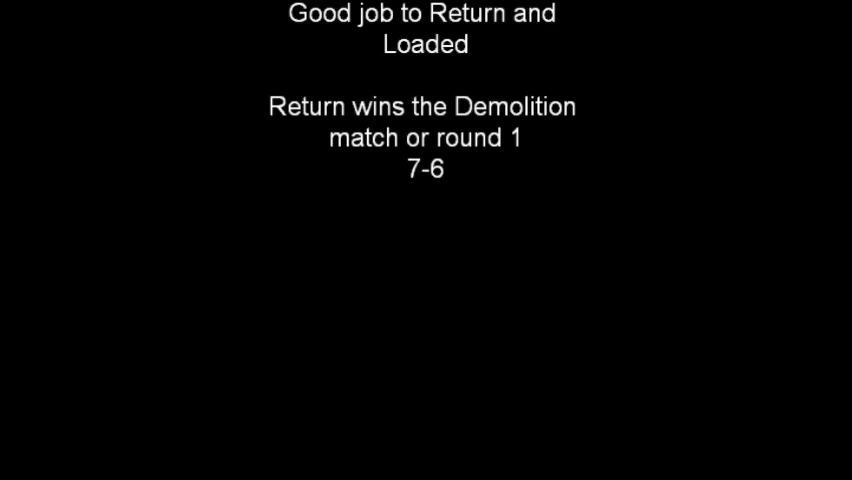 Good job to Return and
Loaded
Return wins the Demolition
match or round 1
7-6